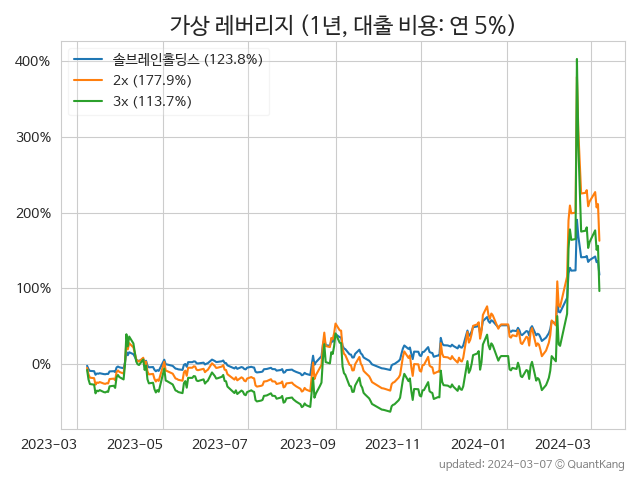 가상 레버리지 (1년, 대출 비용: 연 5%)
솔브레인홀딩스 (123.8%)
2x (177.9%)
3x (113.7%)
400%
300%
200%
100%
0%
2023-03 2023-05 2023-07 2023-09 2023-11 2024-01 2024-03
updated: 2024-03-07 © QuantKang